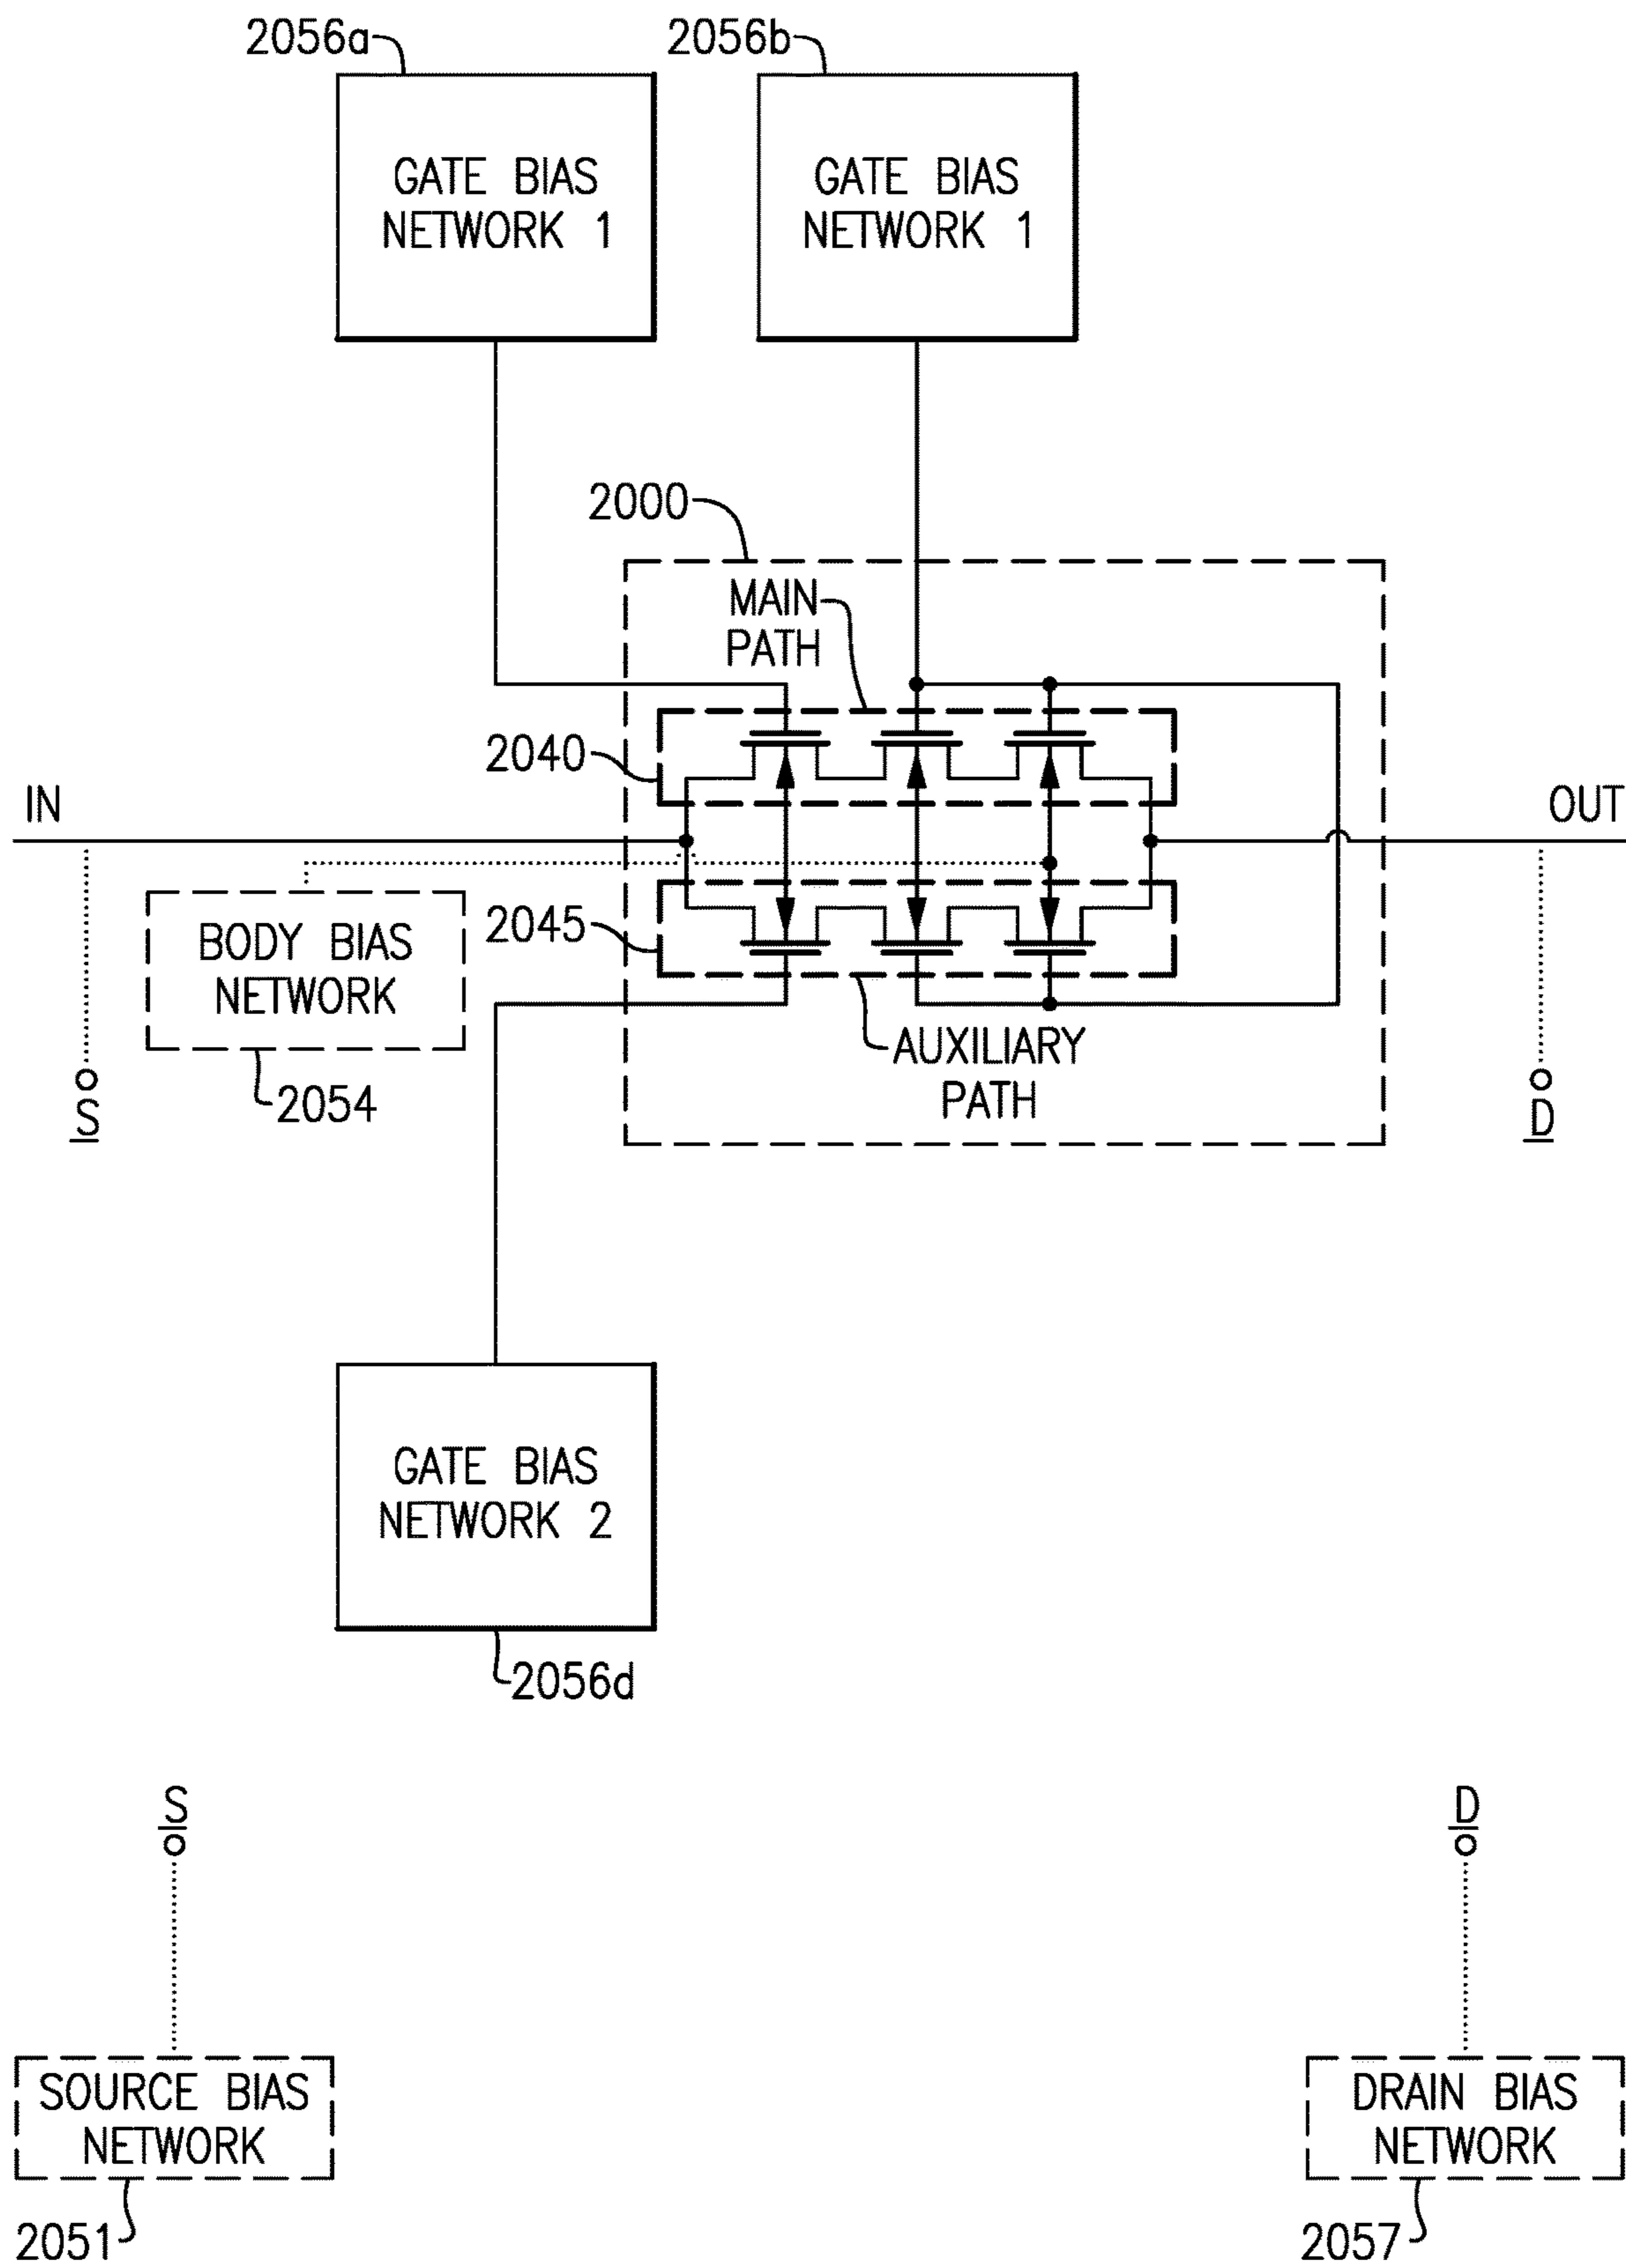 2056a
2056b
GATE BIAS
NETWORK 1
GATE BIAS
NETWORK 1
2000
MAIN
PATH
2040
IN
OUT
2045
BODY BIAS
NETWORK
AUXILIARY
PATH
2054
S
D
GATE BIAS
NETWORK 2
2056d
S
D
SOURCE BIAS
NETWORK
DRAIN BIAS
NETWORK
2051
2057